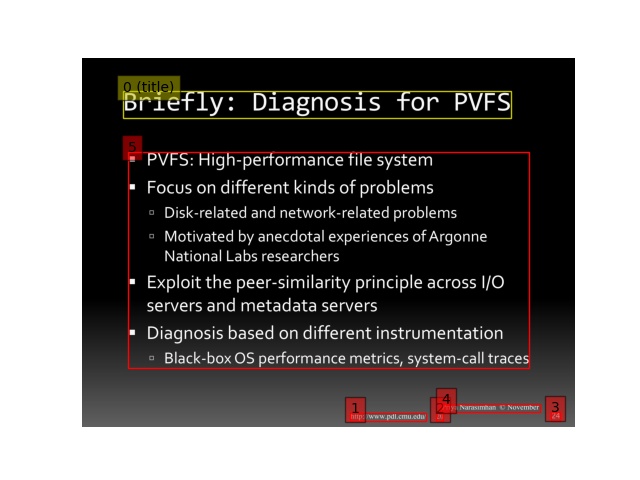 0 (title)
Briefly: Diagnosis for PVFS
5
PVFS: High-performance file system
Focus on different kinds of problems
Disk-related and network-related problems
Motivated by anecdotal experiences of Argonne
National Labs researchers
Exploit the peer-similarity principle across I/O
servers and metadata servers
Diagnosis based on different instrumentation
Black-box OS performance metrics, system-call traces
1
4
3
http://www.pdl.cmu.edu/
Narasimhan © November
24